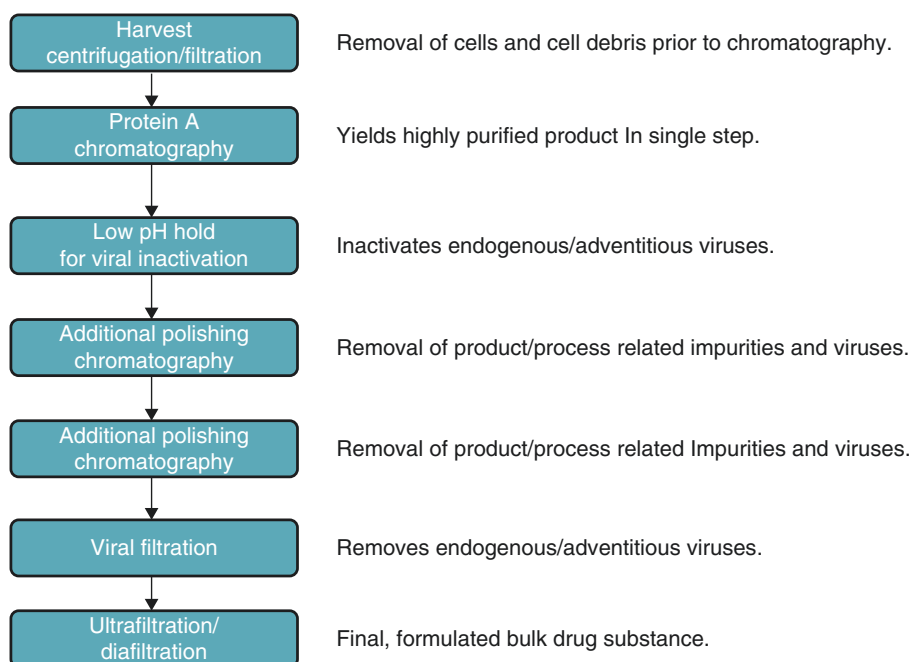 Harvest
centrifugation/filtration
Removal of cells and cell debris prior to chromatography.
Protein A
chromatography
Yields highly purified product In single step.
Low pH hold
for viral inactivation
Inactivates endogenous/adventitious viruses.
Additional polishing
chromatography
Removal of product/process related impurities and viruses.
Additional polishing
chromatography
Removal of product/process related Impurities and viruses.
Viral filtration
Removes endogenous/adventitious viruses.
Ultrafiltration/
diafiltration
Final, formulated bulk drug substance.